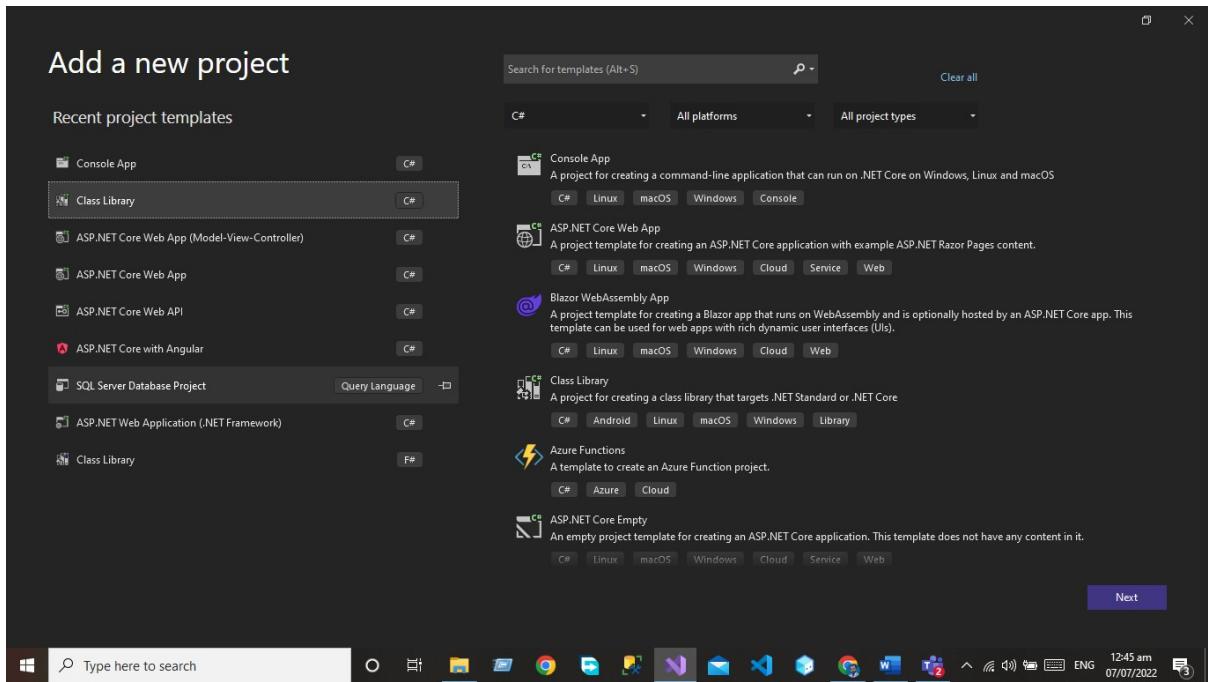 Add a new project
Search for templates (Alt+S)
Clear all
Recent project templates
C# All platforms All project types
Console App C#
Class Library C#
ASP.NET Core Web App (Model-View-Controller) C#
ASP.NET Core Web App C#
ASP.NET Core Web API C#
ASP.NET Core with Angular C#
SQL Server Database Project Query Language
ASP.NET Web Application (.NET Framework) C#
Class Library F#
Console App
A project for creating a command-line application that can run on .NET Core on Windows, Linux and macOS
C# Linux macOS Windows Console
ASP.NET Core Web App
A project template for creating an ASP.NET Core application with example ASP.NET Razor Pages content.
C# Linux macOS Windows Cloud Service Web
Blazor WebAssembly App
A project template for creating a Blazor app that runs on WebAssembly and is optionally hosted by an ASP.NET Core app. This
template can be used for web apps with rich dynamic user interfaces (UIs).
C# Linux macOS Windows Cloud Web
Class Library
A project for creating a class library that targets .NET Standard or .NET Core
C# Android Linux macOS Windows Library
Azure Functions
A template to create an Azure Function project.
C# Azure Cloud
ASP.NET Core Empty
An empty project template for creating an ASP.NET Core application. This template does not have any content in it.
C# Linux macOS Windows Cloud Service Web
Next
Type here to search
ENG
12:45 am
07/07/2022